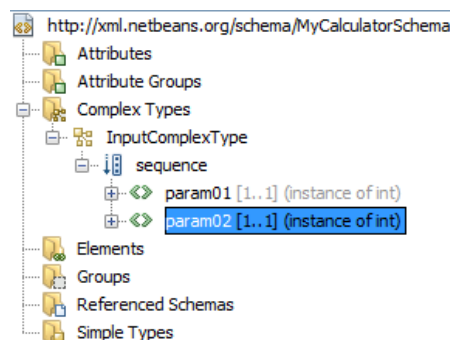 http://xml.netbeans.org/schema/MyCalculatorSchema
Attributes
Attribute Groups
Complex Types
InputComplexType
sequence
param01 [1..1] (instance of int)
param02 [1..1] (instance of int)
Elements
Groups
Referenced Schemas
Simple Types